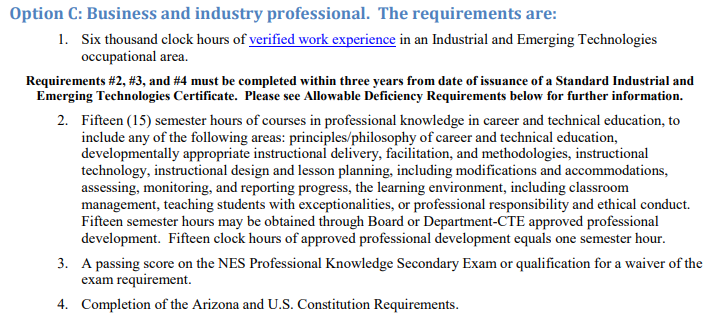 Option C: Business and industry professional.  The requirements are:
1. Six thousand clock hours of verified work experience in an Industrial and Emerging Technologies
occupational area.
Requirements #2, #3, and #4 must be completed within three years from date of issuance of a Standard Industrial and
Emerging Technologies Certificate.  Please see Allowable Deficiency Requirements below for further information.
2. Fifteen (15) semester hours of courses in professional knowledge in career and technical education, to
include any of the following areas: principles/philosophy of career and technical education,
developmentally appropriate instructional delivery, facilitation, and methodologies, instructional
technology, instructional design and lesson planning, including modifications and accommodations,
assessing, monitoring, and reporting progress, the learning environment, including classroom
management, teaching students with exceptionalities, or professional responsibility and ethical conduct.
Fifteen semester hours may be obtained through Board or Department-CTE approved professional
development.  Fifteen clock hours of approved professional development equals one semester hour.
3. A passing score on the NES Professional Knowledge Secondary Exam or qualification for a waiver of the
exam requirement.
4. Completion of the Arizona and U.S. Constitution Requirements.